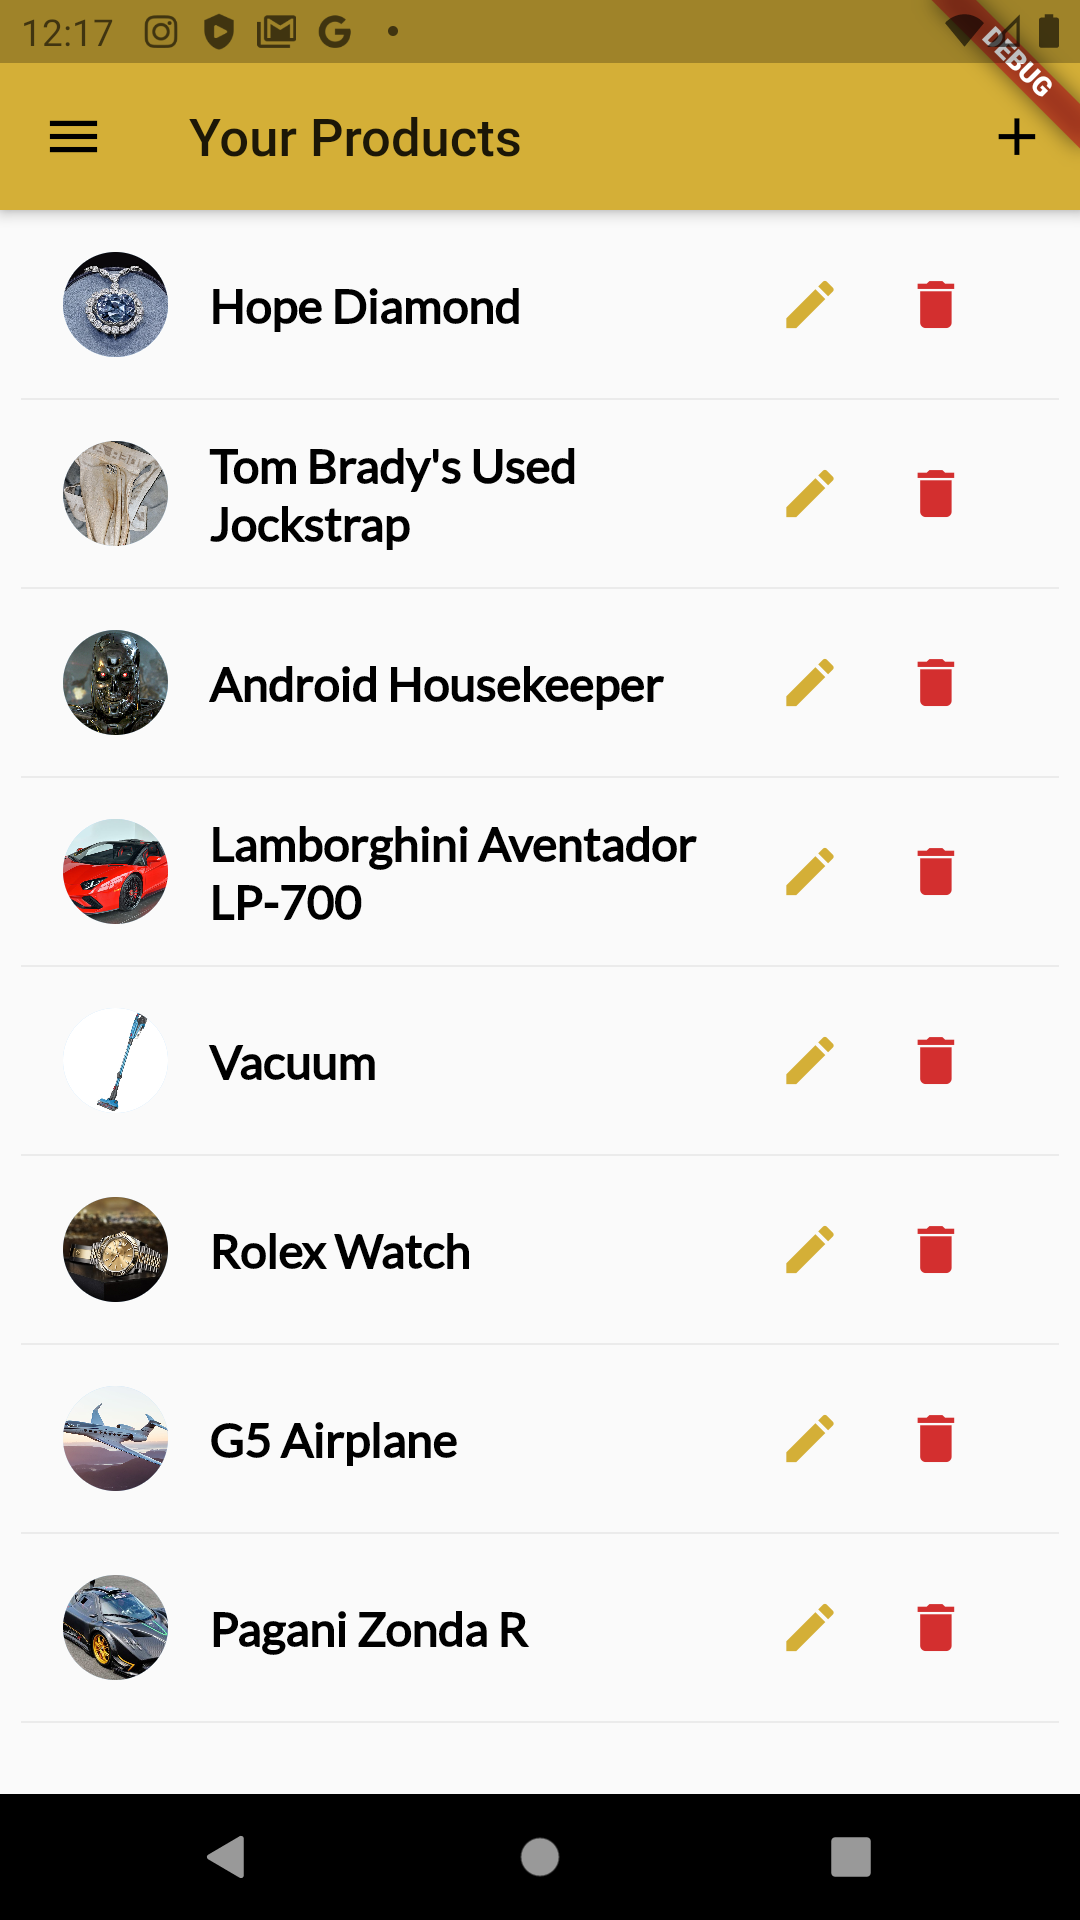 12:17
DEBUG
Your Products
Hope Diamond
Tom Brady's Used
Jockstrap
Android Housekeeper
Lamborghini Aventador
LP-700
Vacuum
Rolex Watch
G5 Airplane
Pagani Zonda R